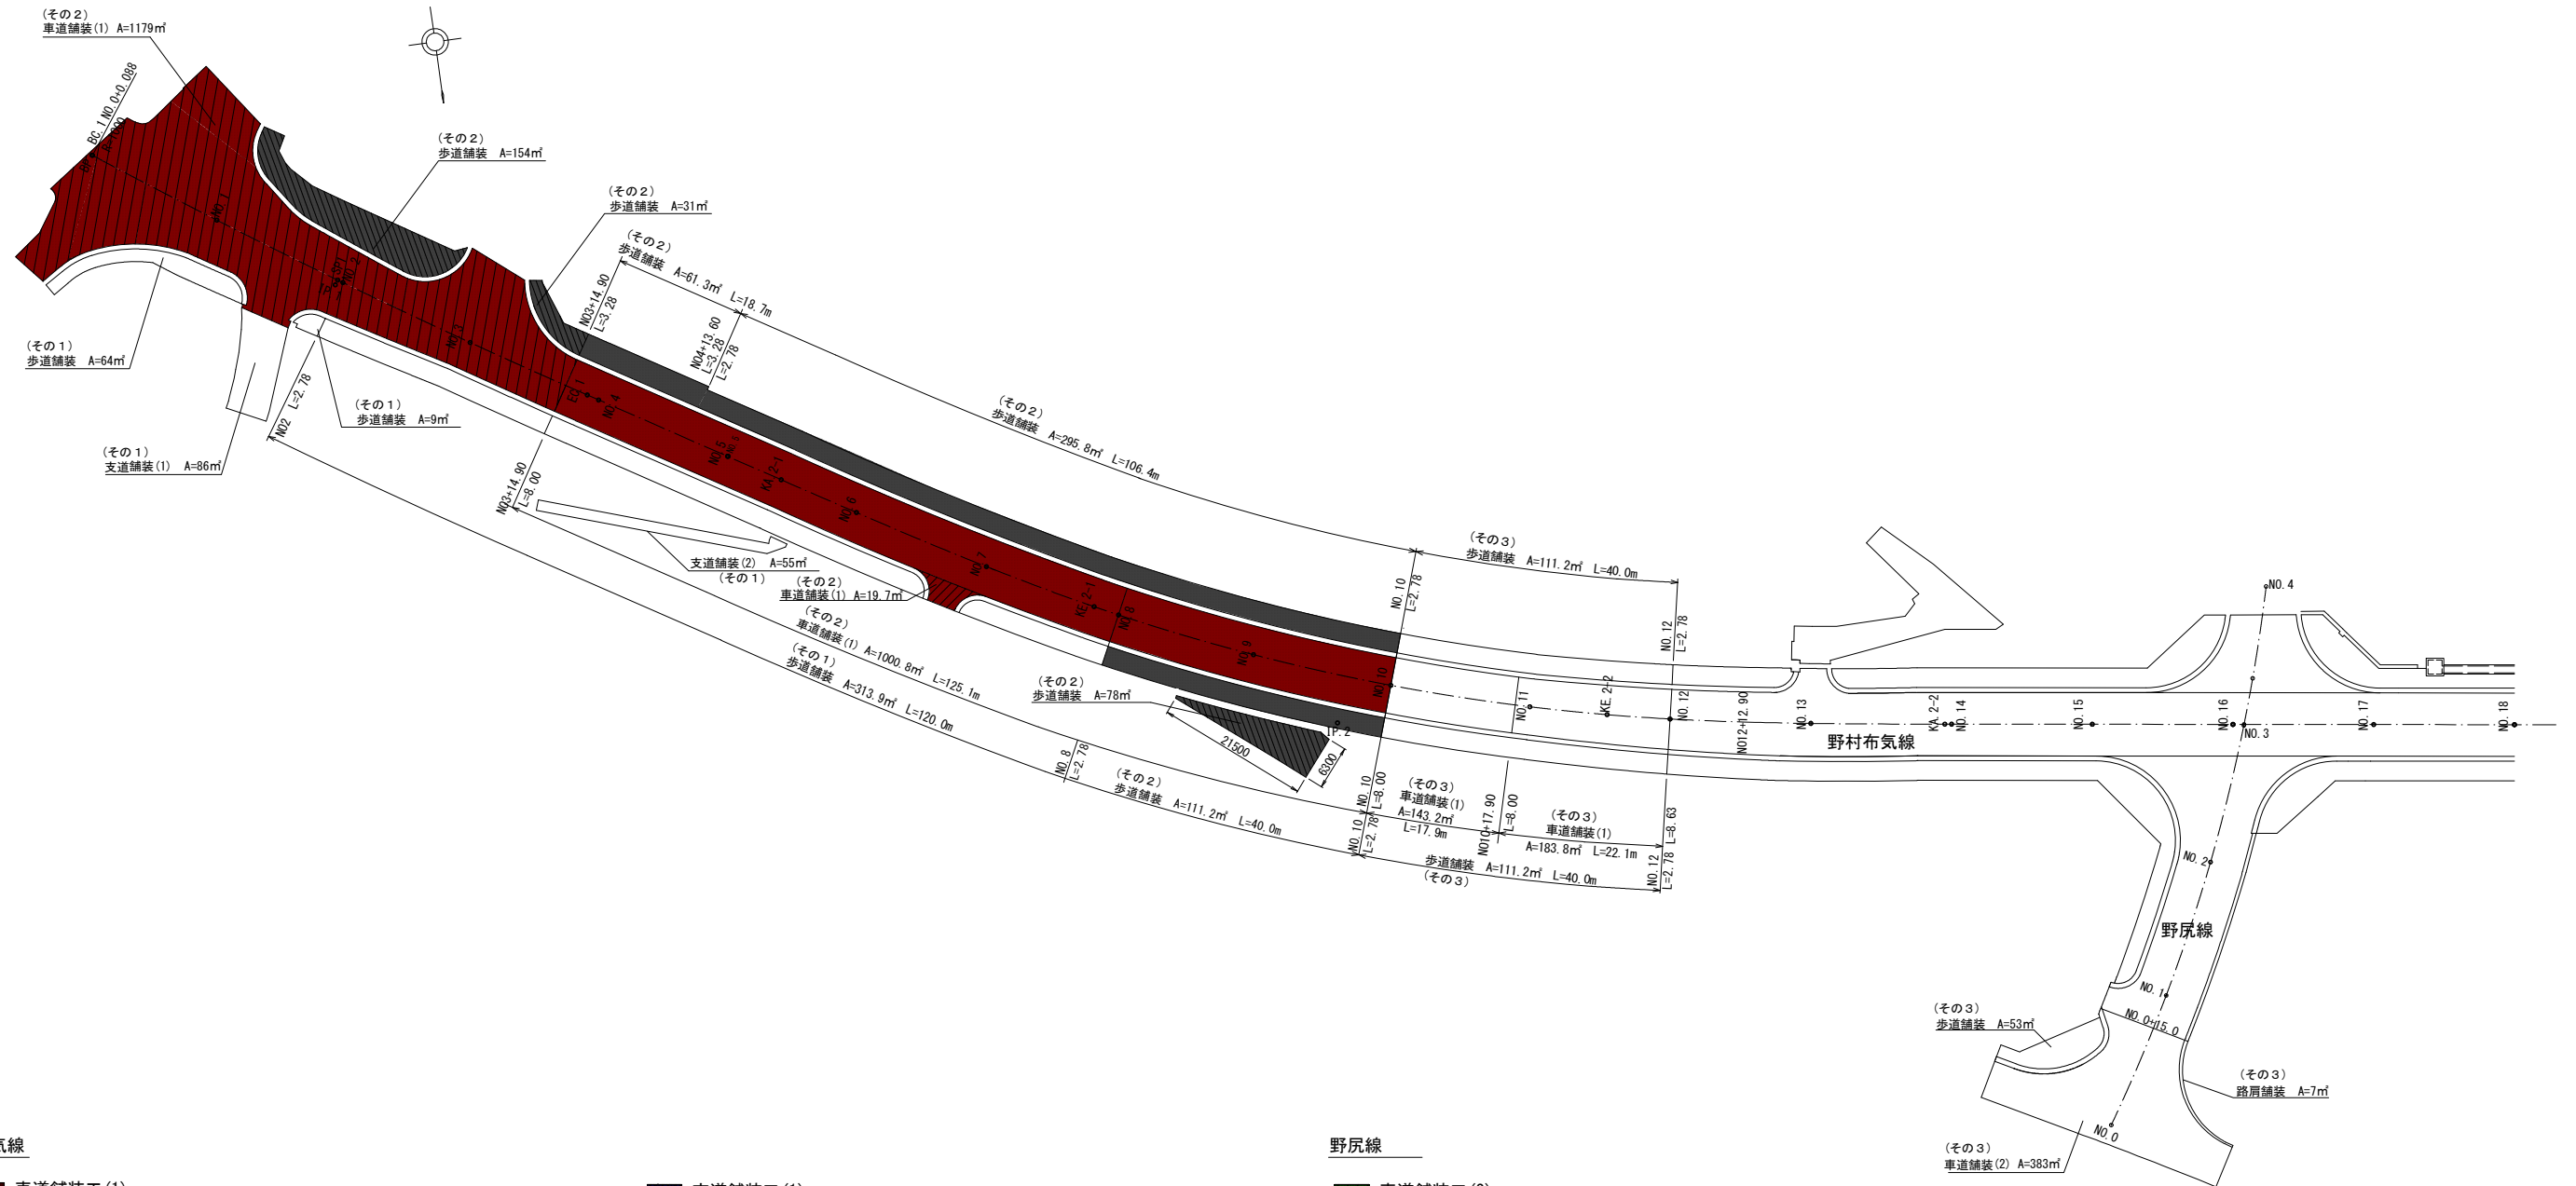 (その2)
車道舗装(1) A=1179㎡
BC.1 NO.0+0.088
(その2)
歩道舗装 A=154㎡
(その2)
歩道舗装 A=31㎡
(その2)
歩道舗装 A=61.3㎡ L=18.7m
NO3+14.90
L=3.28
NO4+13.60
L=3.28
L=2.78
(その2)
歩道舗装 A=295.8㎡ L=106.4m
(その3)
歩道舗装 A=111.2㎡ L=40.0m
NO.10
L=2.78
NO.12
L=2.78
NO.1
NO.2
NO.3
EC.1
NO.4
NO.5
NO.5
KA.2-1
NO.6
NO.7
KE.2-1
NO.8
NO.9
NO.10
NO.11
KE.2-2
NO.12
NO12+12.90
NO.13
KA.2-2
NO.14
NO.15
NO.16
NO.3
NO.17
NO.18
NO.4
野村布気線
(その1)
歩道舗装 A=64㎡
(その1)
歩道舗装 A=9㎡
NO2 L=2.78
(その1)
支道舗装(1) A=86㎡
NO3+14.90
L=8.00
支道舗装(2) A=55㎡
(その1)
(その2)
車道舗装(1) A=19.7㎡
(その2)
車道舗装(1) A=1000.8㎡ L=125.1m
(その1)
歩道舗装 A=313.9㎡ L=120.0m
(その2)
歩道舗装 A=78㎡
21500
6300
IP.2
NO.8
L=2.78
(その2)
歩道舗装 A=111.2㎡ L=40.0m
NO.10
L=8.00
NO.10
L=2.78
(その3)
車道舗装(1)
A=143.2㎡
L=17.9m
NO10+17.90
L=8.00
(その3)
車道舗装(1)
A=183.8㎡ L=22.1m
L=8.63
NO.12
L=2.78
歩道舗装 A=111.2㎡ L=40.0m
(その3)
NO.2
野尻線
NO.1
NO.0+15.0
(その3)
歩道舗装 A=53㎡
(その3)
路肩舗装 A=7㎡
NO.0
(その3)
車道舗装(2) A=383㎡
気線
野尻線